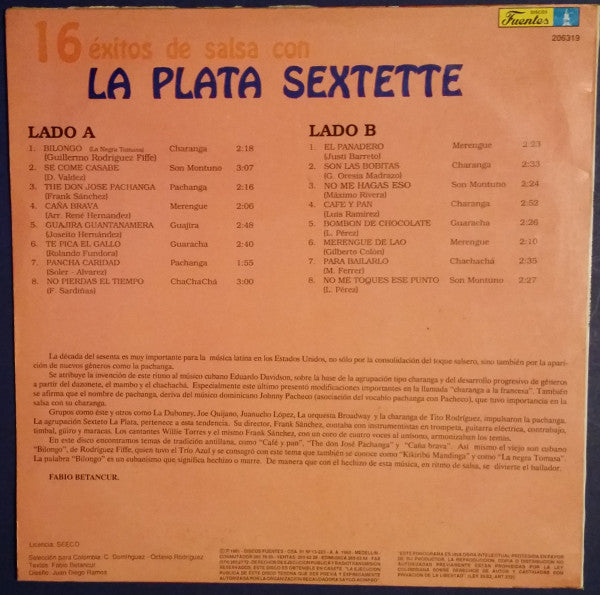 16 éxitos de salsa con
LA PLATA SEXTETTE
DISCOS
Fuentes
206319
LADO A
1. BILONGO (La Negra Tomasa) Charanga 2:18
(Guillermo Rodríguez Fiffe)
2. SE COME CASABE Son Montuno 3:07
(D. Valdez)
3. THE DON JOSE PACHANGA Pachanga 2:16
(Frank Sánchez)
4. CAÑA BRAVA Merengue 2:06
(Arr. René Hernandez)
5. GUAJIRA GUANTANAMERA Guajira 2:48
(Joseito Hernández)
6. TE PICA EL GALLO Guaracha 2:40
(Rolando Fundora)
7. PANCHA CARIDAD Pachanga 1:55
(Soler - Alvarez)
8. NO PIERDAS EL TIEMPO ChaChaChá 3:00
(F. Sardiñas)
LADO B
1. EL PANADERO Merengue 2:23
(Justi Barreto)
2. SON LAS BOBITAS Charanga 2:33
(G. Oresia Madrazo)
3. NO ME HAGAS ESO Son Montuno 2:24
(Máximo Rivera)
4. CAFE Y PAN Charanga 2:52
(Luis Ramírez)
5. BOMBON DE CHOCOLATE Guaracha 2:26
(L. Pérez)
6. MERENGUE DE LAO Merengue 2:10
(Gilberto Colón)
7. PARA BAILARLO Chachachá 2:35
(M. Ferrer)
8. NO ME TOQUES ESE PUNTO Son Montuno 2:27
(L. Pérez)
La década del sesenta es muy importante para la música latina en los Estados Unidos, no sólo por la consolidación del toque salsero, sino también por la aparición de nuevos géneros como la pachanga.
Se atribuye la invención de este ritmo al músico cubano Eduardo Davidson, sobre la base de la agrupación tipo charanga y del desarrollo progresivo de géneros
a partir del danzonete, el mambo y el chachachá. Especialmente este último presentó modificaciones importantes en la llamada "charanga a la francesa". También
se afirma que el nombre de pachanga, deriva del músico dominicano Johnny Pacheco (asociación del vocablo pachanga con Pacheco), que tuvo importancia en la
salsa con su charanga.
Grupos como éste y otros como La Duboney, Joe Quijano, Juanucho López, La orquesta Broadway y la charanga de Tito Rodríguez, impulsaron la pachanga.
La agrupación Sexteto La Plata, pertenece a esta tendencia. Su director, Frank Sánchez, contaba con instrumentistas en trompeta, guitarra eléctrica, contrabajo,
timbal, güiro y maracas. Los cantantes Willie Torres y el mismo Frank Sánchez, con un coro de cuatro voces al unísono, armonizaban los temas.
En este disco encontramos temas de tradición antillana, como "Café y pan", "The don José Pachanga" y "Caña brava". Así mismo el viejo son cubano
"Bilongo", de Rodríguez Fiffe, quien tuvo el Trío Azul y se consagró con este tema que también se conoce como "Kikiribú Mandinga" y como "La negra Tomasa".
La palabra "Bilongo" es un cubanismo que significa hechizo o marre. De manera que con el hechizo de esta música, en ritmo de salsa, se divierte el bailador.
FABIO BETANCUR.
Licencia: SEECO
Selección para Colombia: C. Domínguez - Octavio Rodríguez
Textos: Fabio Betancur
Diseño: Juan Diego Ramos
DISCOS FUENTES
MEDELLIN